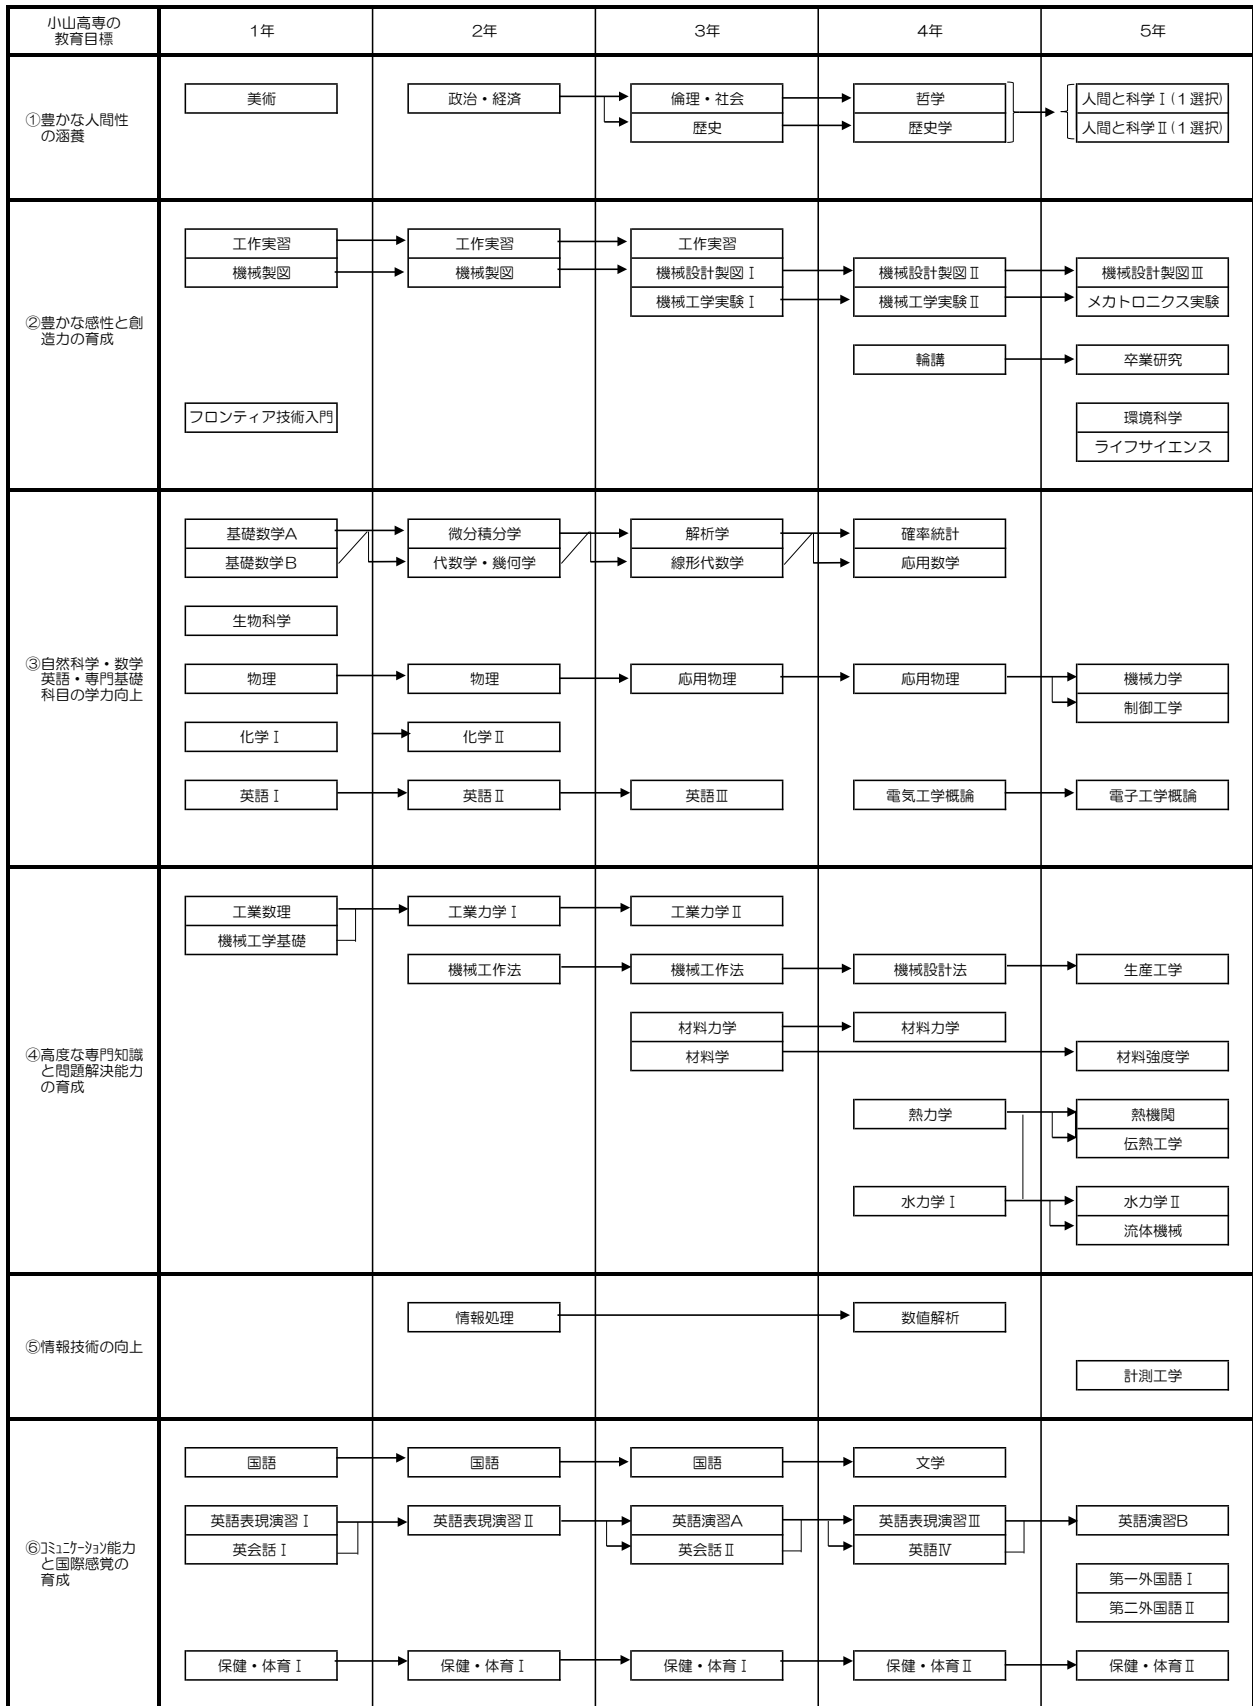 小山高専の
教育目標
1年
2年
3年
4年
5年
①豊かな人間性
の涵養
美術
政治・経済
倫理・社会
哲学
人間と科学Ⅰ(1選択)
歴史
歴史学
人間と科学Ⅱ(1選択)
②豊かな感性と創
造力の育成
工作実習
工作実習
工作実習
機械製図
機械製図
機械設計製図Ⅰ
機械設計製図Ⅱ
機械設計製図Ⅲ
機械工学実験Ⅰ
機械工学実験Ⅱ
メカトロニクス実験
輪講
卒業研究
フロンティア技術入門
環境科学
ライフサイエンス
③自然科学・数学
英語・専門基礎
科目の学力向上
基礎数学A
微分積分学
解析学
確率統計
基礎数学B
代数学・幾何学
線形代数学
応用数学
生物科学
物理
物理
応用物理
応用物理
機械力学
制御工学
化学Ⅰ
化学Ⅱ
英語Ⅰ
英語Ⅱ
英語Ⅲ
電気工学概論
電子工学概論
④高度な専門知識
と問題解決能力
の育成
工業数理
工業力学Ⅰ
工業力学Ⅱ
機械工学基礎
機械工作法
機械工作法
機械設計法
生産工学
材料力学
材料力学
材料学
材料強度学
熱力学
熱機関
伝熱工学
水力学Ⅰ
水力学Ⅱ
流体機械
⑤情報技術の向上
情報処理
数値解析
計測工学
⑥ｺﾐｭﾆｹｰｼｮﾝ能力
と国際感覚の
育成
国語
国語
国語
文学
英語表現演習Ⅰ
英語表現演習Ⅱ
英語演習A
英語表現演習Ⅲ
英語演習B
英会話Ⅰ
英会話Ⅱ
英語Ⅳ
第一外国語Ⅰ
第二外国語Ⅱ
保健・体育Ⅰ
保健・体育Ⅰ
保健・体育Ⅰ
保健・体育Ⅱ
保健・体育Ⅱ